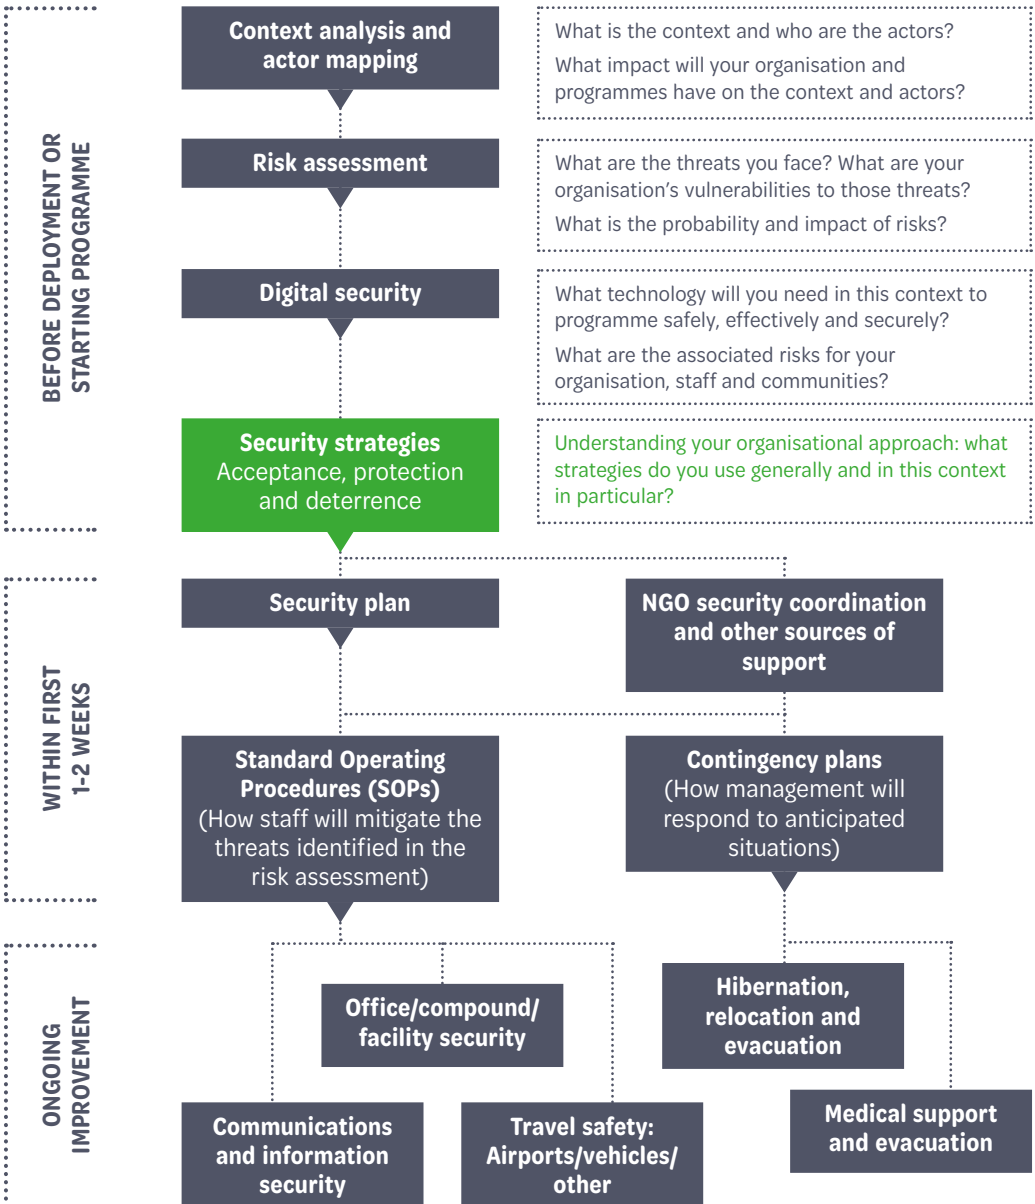 BEFORE DEPLOYMENT OR
STARTING PROGRAMME
Context analysis and
actor mapping
What is the context and who are the actors?
What impact will your organisation and
programmes have on the context and actors?
Risk assessment
What are the threats you face? What are your
organisation's vulnerabilities to those threats?
What is the probability and impact of risks?
Digital security
What technology will you need in this context to
programme safely, effectively and securely?
What are the associated risks for your
organisation, staff and communities?
Security strategies
Acceptance, protection
and deterrence
Understanding your organisational approach: what
strategies do you use generally and in this context
in particular?
WITHIN FIRST
1-2 WEEKS
Security plan
NGO security coordination
and other sources of
support
Standard Operating
Procedures (SOPs)
(How staff will mitigate the
threats identified in the
risk assessment)
Contingency plans
(How management will
respond to anticipated
situations)
ONGOING
IMPROVEMENT
Office/compound/
facility security
Hibernation,
relocation and
evacuation
Communications
and information
security
Travel safety:
Airports/vehicles/
other
Medical support
and evacuation